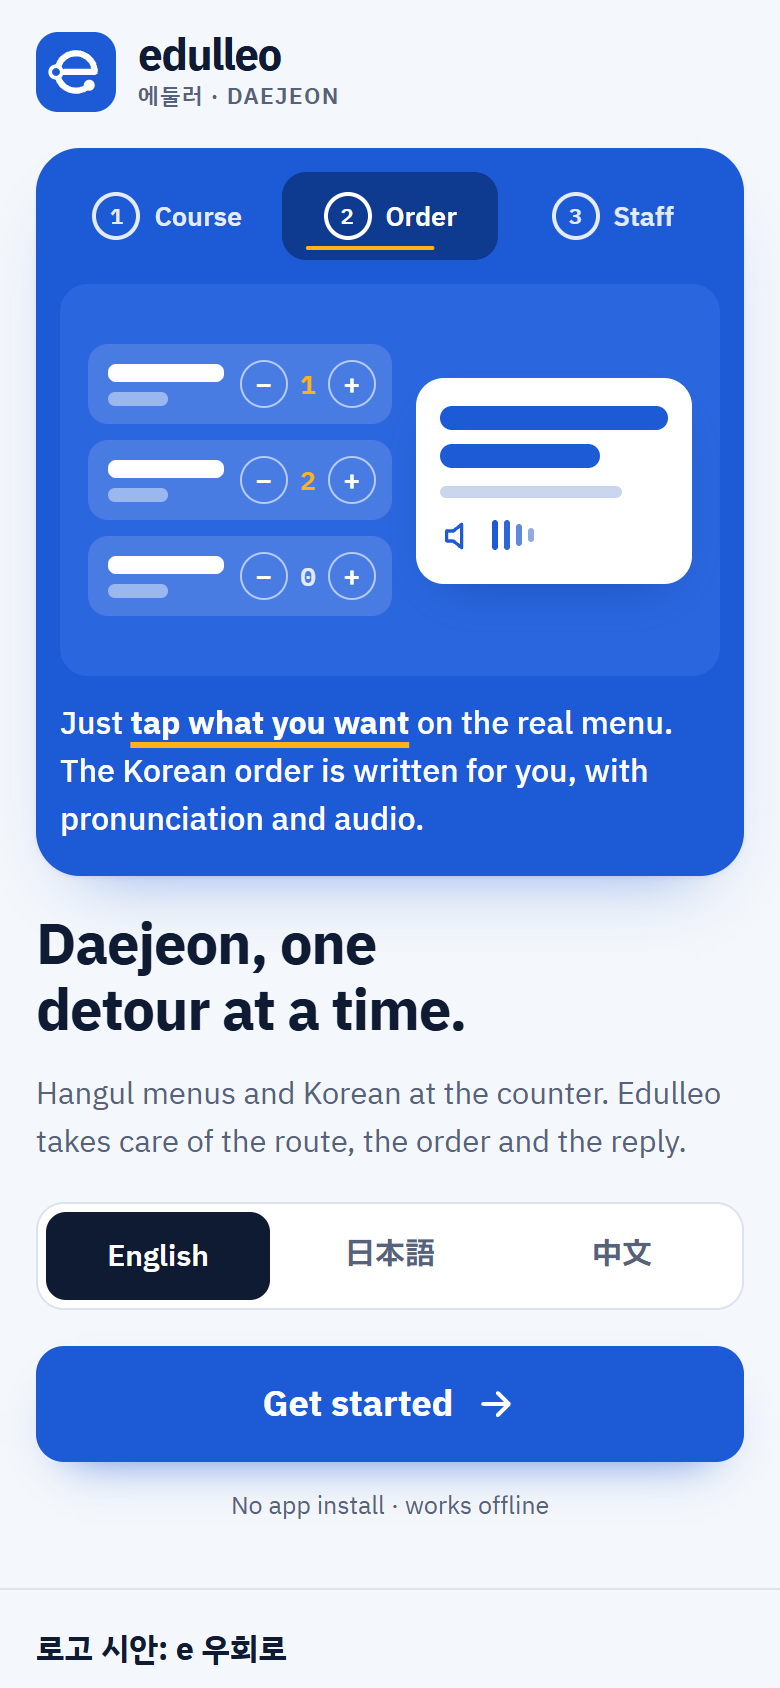 edulleo
에둘러 · DAEJEON
1 Course
2 Order
3 Staff
− 1 +
− 2 +
− 0 +
Just tap what you want on the real menu.
The Korean order is written for you, with
pronunciation and audio.
Daejeon, one
detour at a time.
Hangul menus and Korean at the counter. Edulleo
takes care of the route, the order and the reply.
English
日本語
中文
Get started →
No app install · works offline
로고 시안: e 우회로